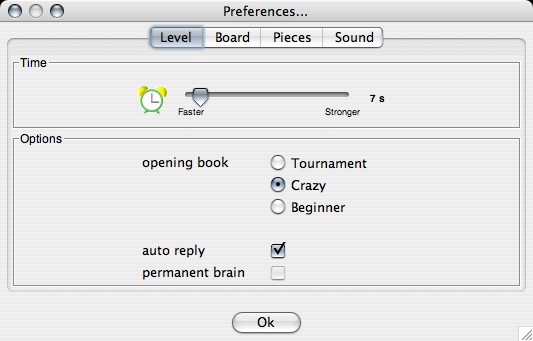 Preferences...
Level Board Pieces Sound
Time
7 s
Faster Stronger
Options
opening book Tournament
Crazy
Beginner
auto reply
permanent brain
Ok